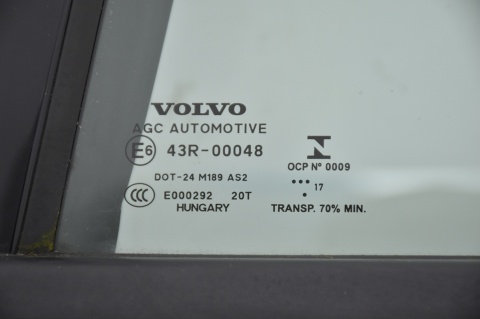 VOLVO
AGC AUTOMOTIVE
E6 43R-00048
DOT-24 M189 AS2
CCC E000292 20T
HUNGARY
N
OCP Nº 0009
... 17
.
TRANSP. 70% MIN.